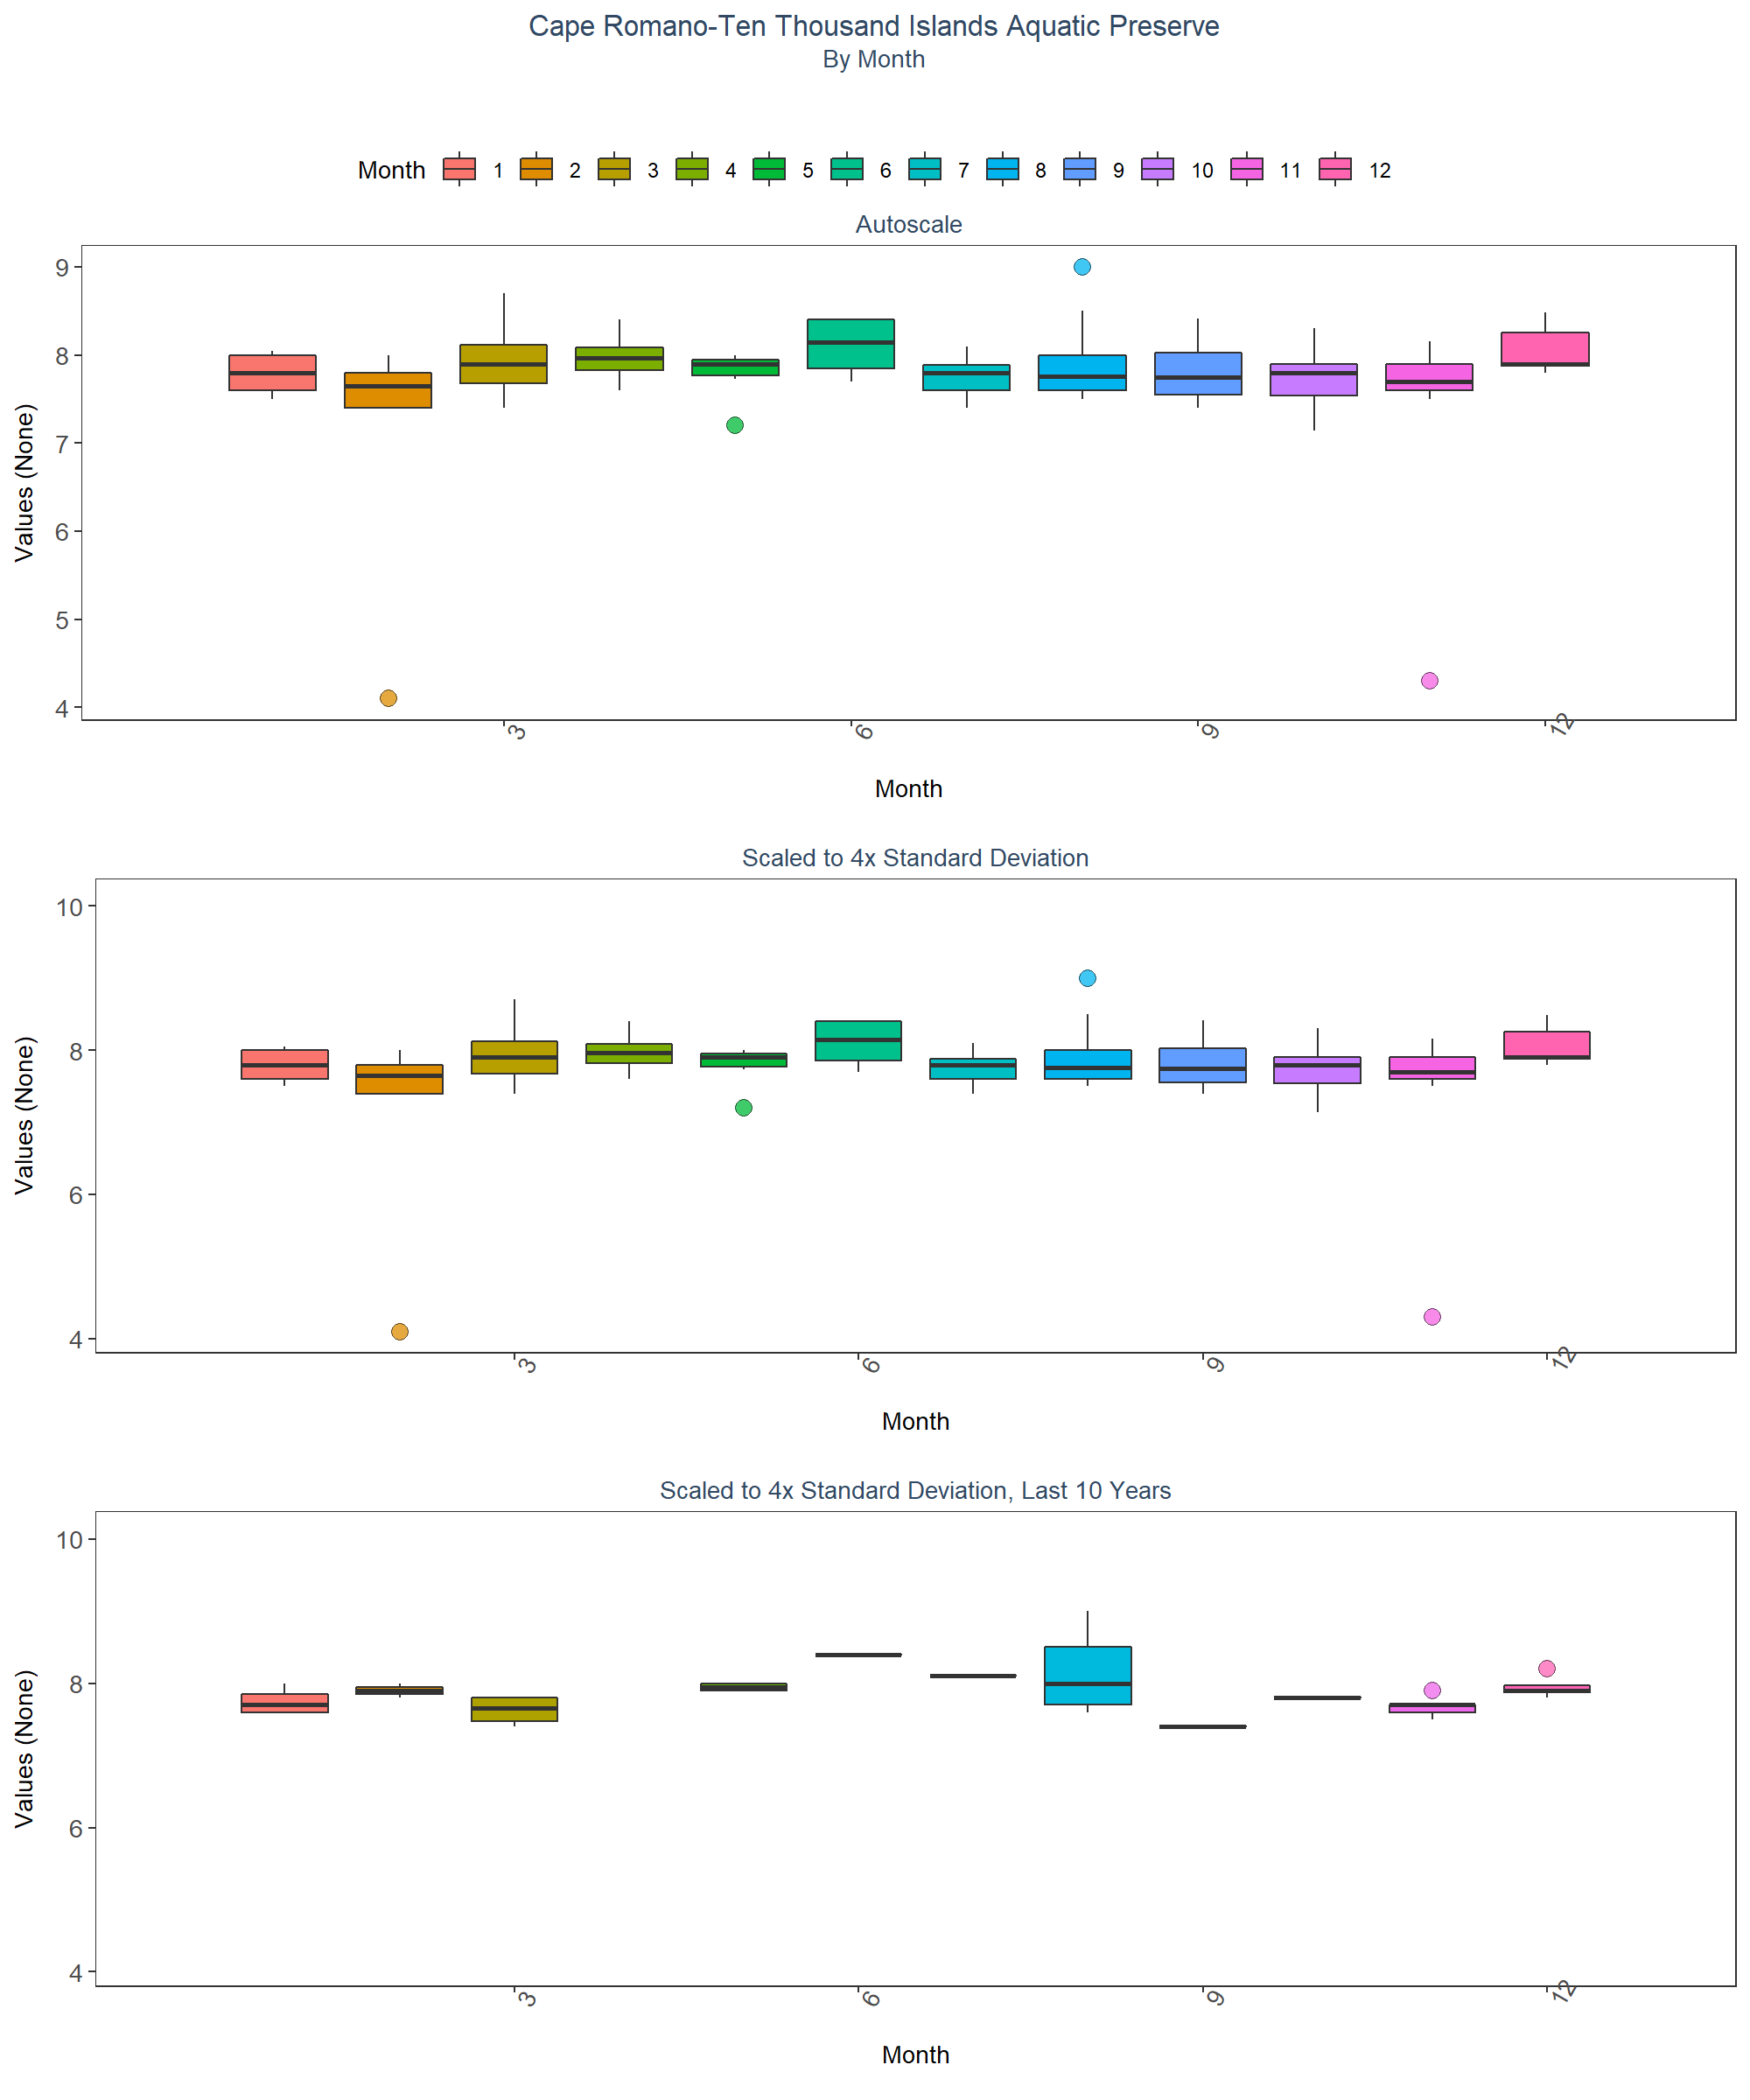 Cape Romano-Ten Thousand Islands Aquatic Preserve
By Month
Month 1 2 3 4 5 6 7 8 9 10 11 12
Autoscale
Values (None)
9
8
7
6
5
4
3 6 9 12
Month
Scaled to 4x Standard Deviation
Values (None)
10
8
6
4
3 6 9 12
Month
Scaled to 4x Standard Deviation, Last 10 Years
Values (None)
10
8
6
4
3 6 9 12
Month